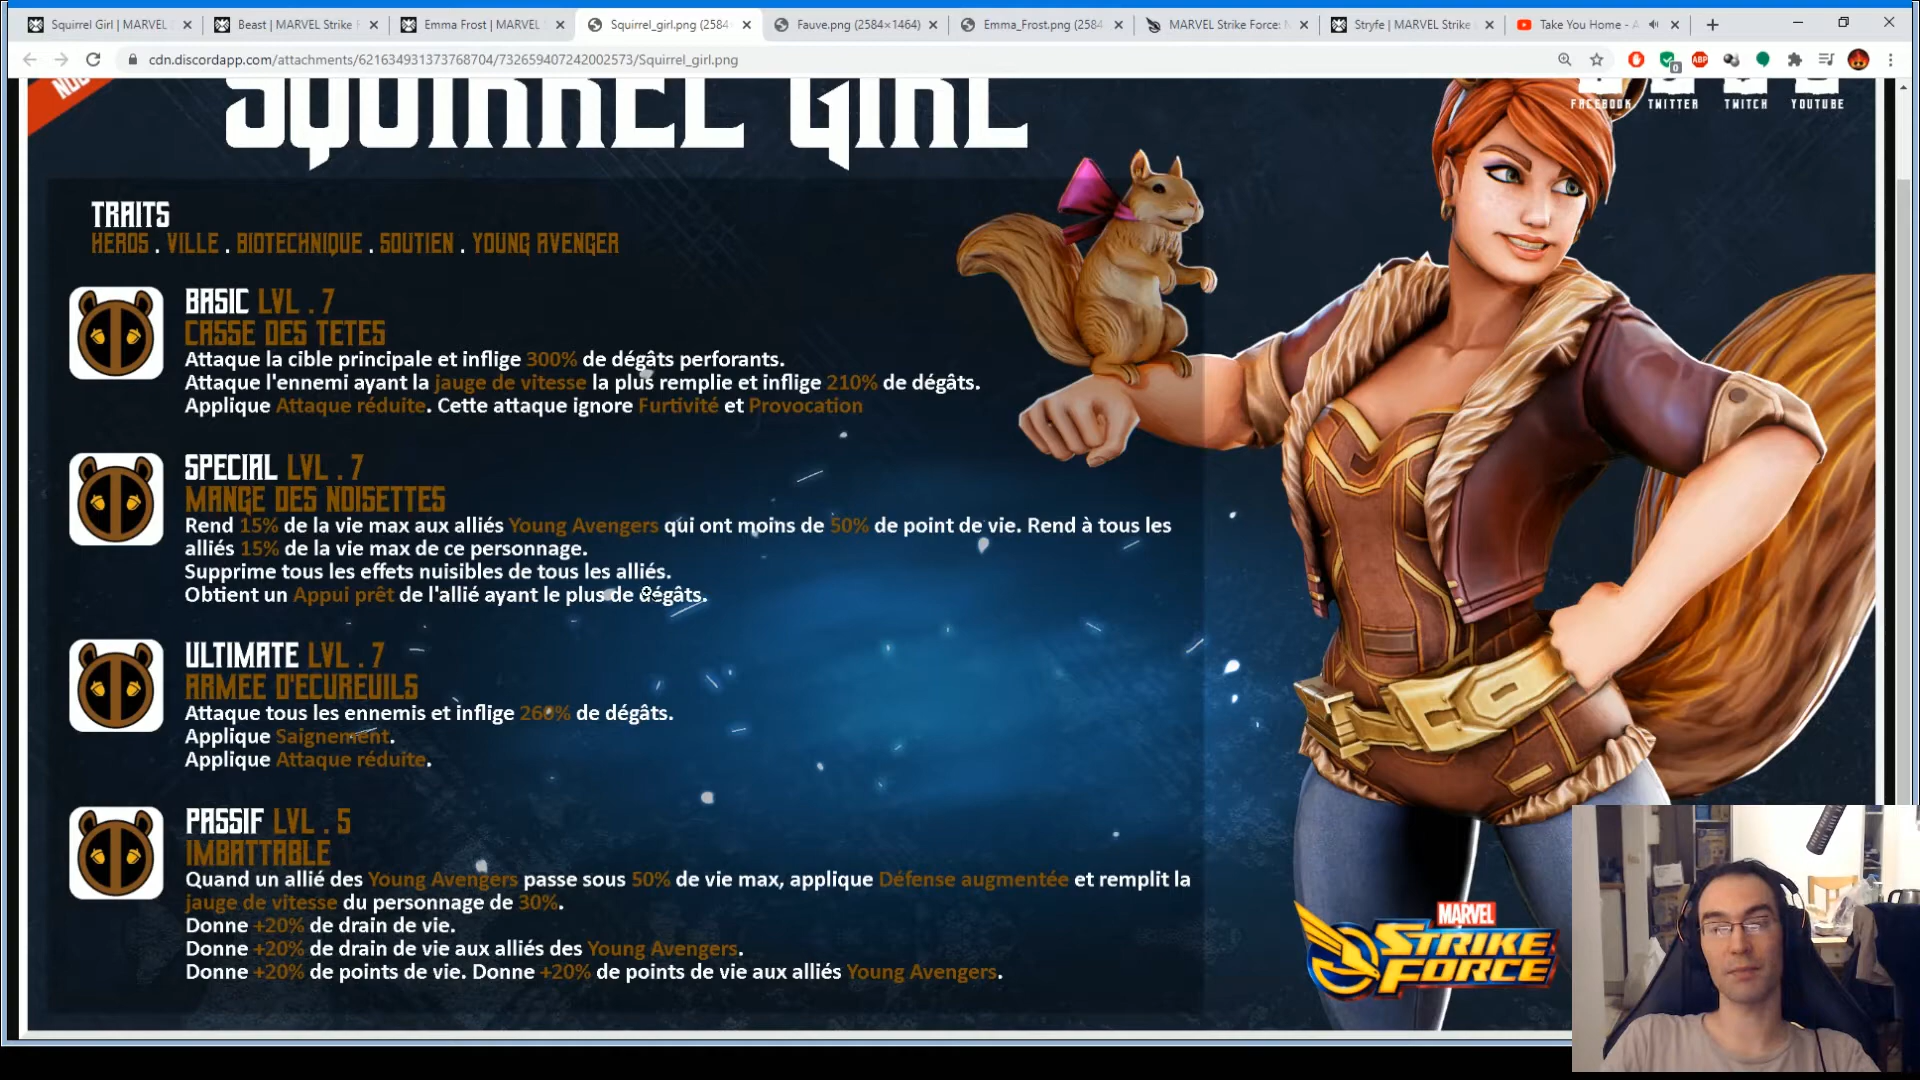 Squirrel Girl | MARVEL
Beast | MARVEL Strike F
Emma Frost | MARVEL S
Squirrel_girl.png (2584
Fauve.png (2584×1464)
Emma_Frost.png (2584
MARVEL Strike Force: N
Stryfe | MARVEL Strike
Take You Home - A
cdn.discordapp.com/attachments/621634931373768704/732659407242002573/Squirrel_girl.png
SQUIRREL GIRL
FACEBOOK TWITTER TWITCH YOUTUBE
TRAITS
HEROS . VILLE . BIOTECHNIQUE . SOUTIEN . YOUNG AVENGER
BASIC LVL . 7
CASSE DES TETES
Attaque la cible principale et inflige 300% de dégâts perforants.
Attaque l'ennemi ayant la jauge de vitesse la plus remplie et inflige 210% de dégâts.
Applique Attaque réduite. Cette attaque ignore Furtivité et Provocation
SPECIAL LVL . 7
MANGE DES NOISETTES
Rend 15% de la vie max aux alliés Young Avengers qui ont moins de 50% de point de vie. Rend à tous les
alliés 15% de la vie max de ce personnage.
Supprime tous les effets nuisibles de tous les alliés.
Obtient un Appui prêt de l'allié ayant le plus de dégâts.
ULTIMATE LVL . 7
ARMEE D'ECUREUILS
Attaque tous les ennemis et inflige 260% de dégâts.
Applique Saignement.
Applique Attaque réduite.
PASSIF LVL . 5
IMBATTABLE
Quand un allié des Young Avengers passe sous 50% de vie max, applique Défense augmentée et remplit la
jauge de vitesse du personnage de 30%.
Donne +20% de drain de vie.
Donne +20% de drain de vie aux alliés des Young Avengers.
Donne +20% de points de vie. Donne +20% de points de vie aux alliés Young Avengers.
MARVEL
STRIKE
FORCE